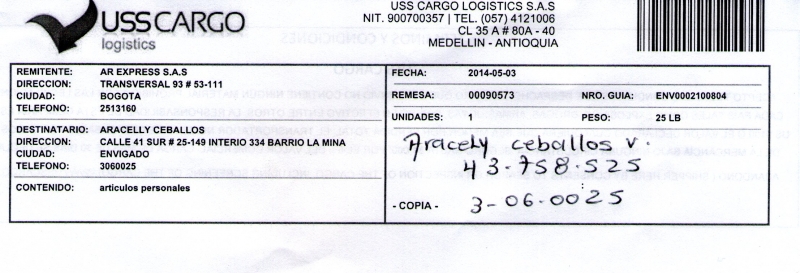 USSCARGO
logistics
USS CARGO LOGISTICS S.A.S
NIT. 900700357 | TEL. (057) 4121006
CL 35 A # 80A - 40
MEDELLIN - ANTIOQUIA
REMITENTE: AR EXPRESS S.A.S
DIRECCION: TRANSVERSAL 93 # 53-111
CIUDAD: BOGOTA
TELEFONO: 2513160
DESTINATARIO: ARACELLY CEBALLOS
DIRECCION: CALLE 41 SUR # 25-149 INTERIO 334 BARRIO LA MINA
CIUDAD: ENVIGADO
TELEFONO: 3060025
CONTENIDO: articulos personales
FECHA: 2014-05-03
REMESA: 00090573 NRO. GUIA: ENV0002100804
UNIDADES: 1 PESO: 25 LB
Aracely ceballos v.
43-758-525
- COPIA - 3-06-0025